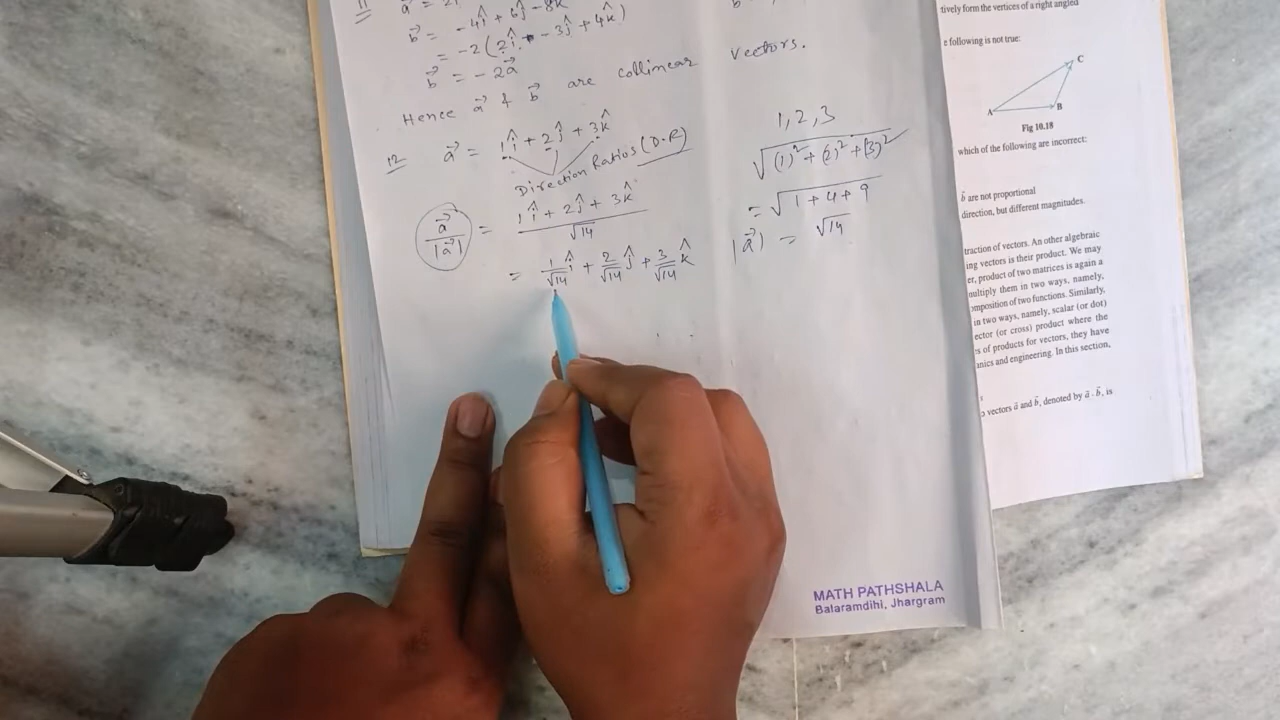 11 a⃗ = 2î
b⃗ = -4î + 6ĵ - 8k̂
= -2(2î - 3ĵ + 4k̂)
b⃗ = -2a⃗
Hence a⃗ & b⃗ are collinear vectors.
12 a⃗ = 1î + 2ĵ + 3k̂
Direction Ratios (D.R)
a⃗/|a⃗| = (1î + 2ĵ + 3k̂)/√14
= 1/√14 î + 2/√14 ĵ + 3/√14 k̂
1, 2, 3
√((1)² + (2)² + (3)²)
= √(1 + 4 + 9)
|a⃗| = √14
MATH PATHSHALA
Balaramdihi, Jhargram
tively form the vertices of a right angled
e following is not true:
C
A
B
Fig 10.18
which of the following are incorrect:
b⃗ are not proportional
direction, but different magnitudes.
traction of vectors. An other algebraic
ing vectors is their product. We may
er, product of two matrices is again a
multiply them in two ways, namely,
mposition of two functions. Similarly,
in two ways, namely, scalar (or dot)
ector (or cross) product where the
s of products for vectors, they have
anics and engineering. In this section,
vectors a⃗ and b⃗, denoted by a⃗ . b⃗, is